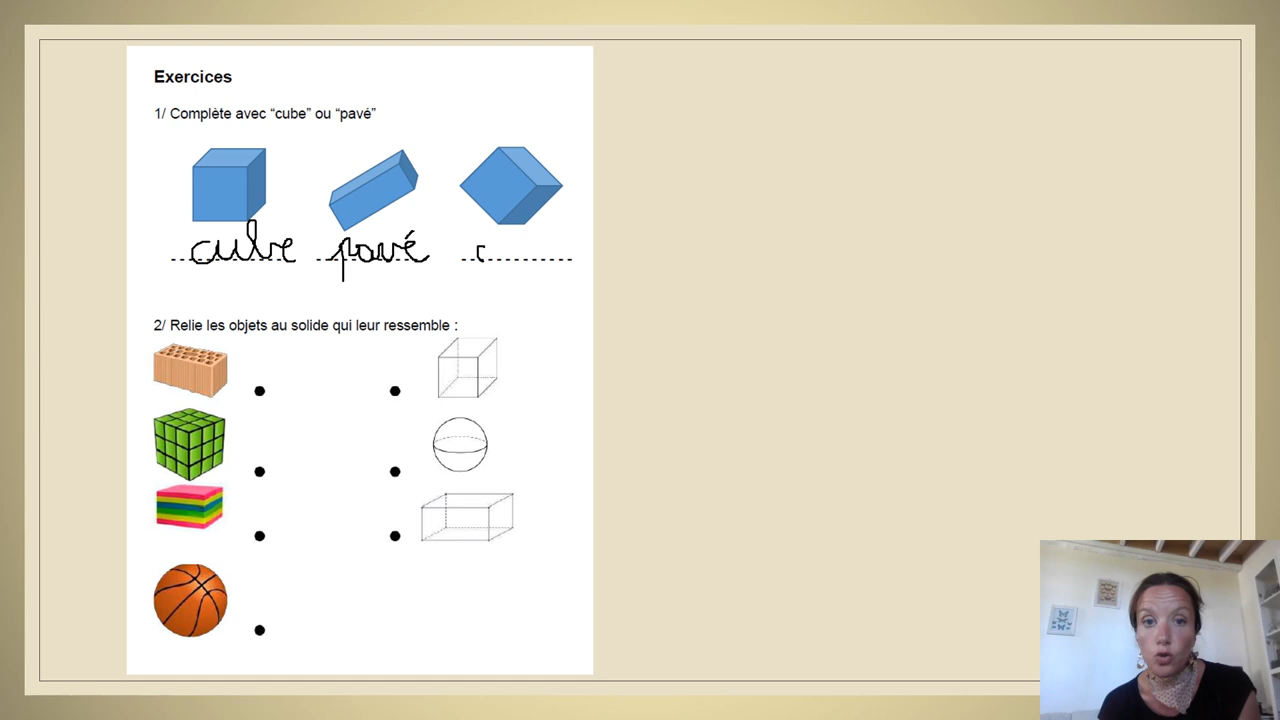 Exercices
1/ Complète avec “cube” ou “pavé”
cube pavé c
2/ Relie les objets au solide qui leur ressemble :